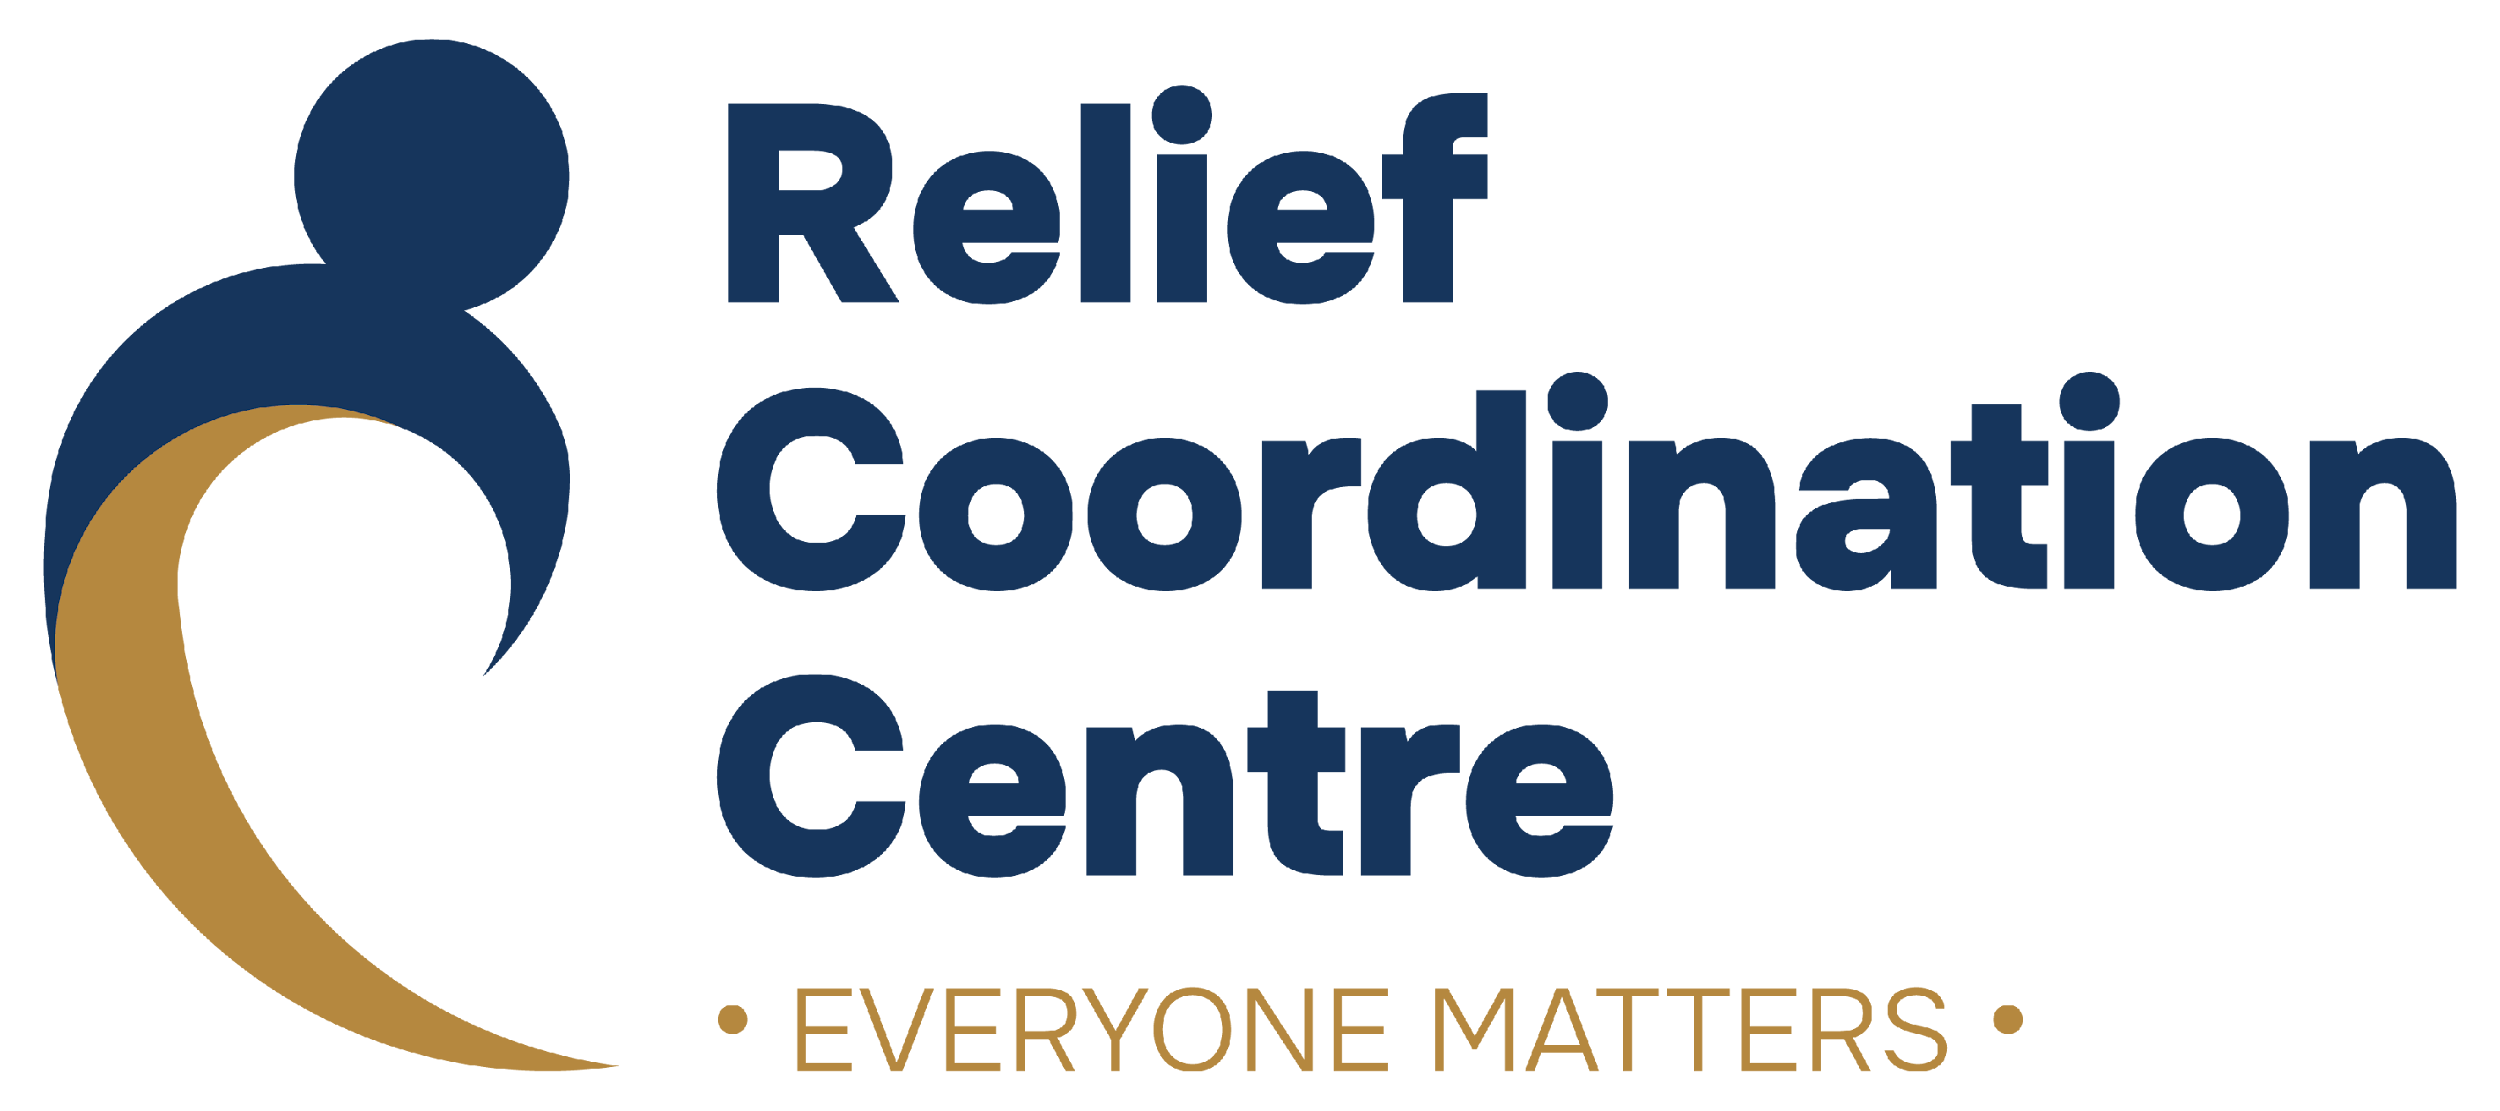 Relief
Coordination
Centre
• EVERYONE MATTERS •